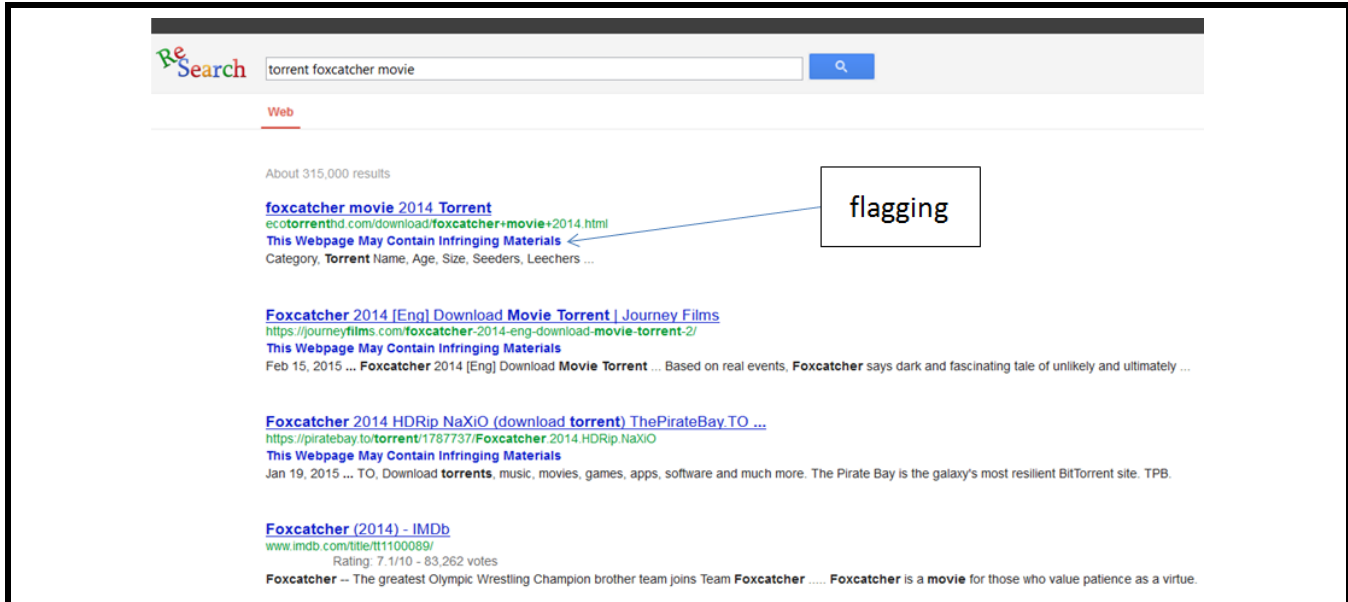 ReSearch
torrent foxcatcher movie
Web
About 315,000 results
flagging
foxcatcher movie 2014 Torrent
ecotorrenthd.com/download/foxcatcher+movie+2014.html
This Webpage May Contain Infringing Materials
Category, Torrent Name, Age, Size, Seeders, Leechers ...
Foxcatcher 2014 [Eng] Download Movie Torrent | Journey Films
https://journeyfilms.com/foxcatcher-2014-eng-download-movie-torrent-2/
This Webpage May Contain Infringing Materials
Feb 15, 2015 ... Foxcatcher 2014 [Eng] Download Movie Torrent ... Based on real events, Foxcatcher says dark and fascinating tale of unlikely and ultimately ...
Foxcatcher 2014 HDRip NaXiO (download torrent) ThePirateBay.TO ...
https://piratebay.to/torrent/1787737/Foxcatcher.2014.HDRip.NaXiO
This Webpage May Contain Infringing Materials
Jan 19, 2015 ... TO, Download torrents, music, movies, games, apps, software and much more. The Pirate Bay is the galaxy's most resilient BitTorrent site. TPB.
Foxcatcher (2014) - IMDb
www.imdb.com/title/tt1100089/
Rating: 7.1/10 - 83,262 votes
Foxcatcher -- The greatest Olympic Wrestling Champion brother team joins Team Foxcatcher ..... Foxcatcher is a movie for those who value patience as a virtue.